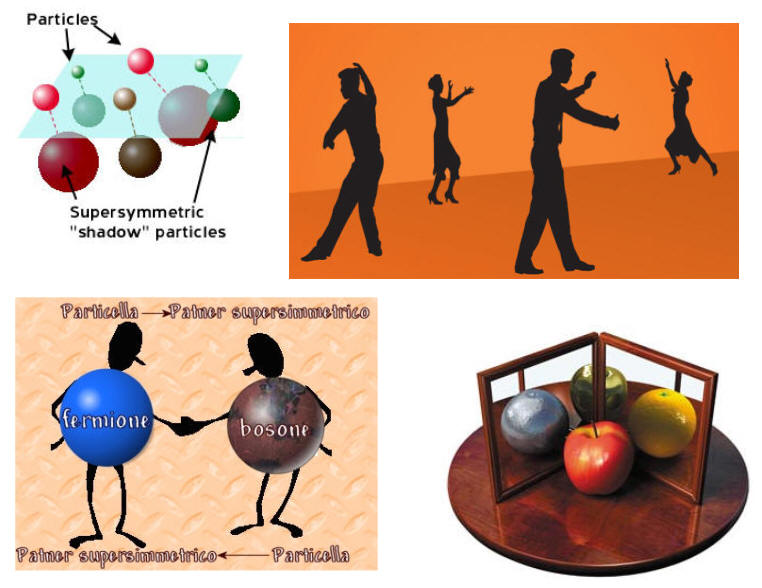 Particles
Supersymmetric
"shadow" particles
Particella → Patner supersimmetrico
fermione
bosone
Patner supersimmetrico ← Particella